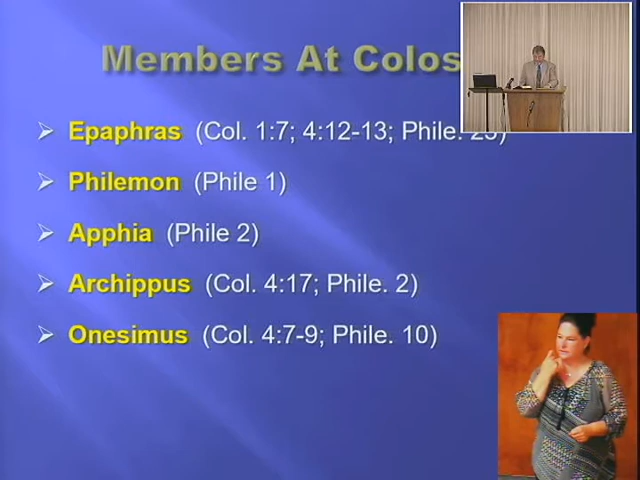 Members At Colos
Epaphras (Col. 1:7; 4:12-13; Phile. 23)
Philemon (Phile 1)
Apphia (Phile 2)
Archippus (Col. 4:17; Phile. 2)
Onesimus (Col. 4:7-9; Phile. 10)